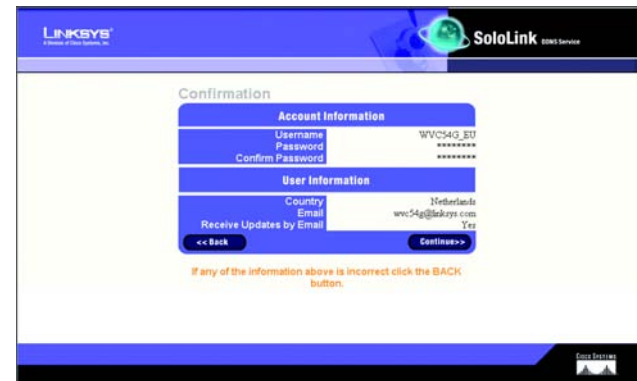 LINKSYS®
A Division of Cisco Systems, Inc.
SoloLink DDNS Service
Confirmation
Account Information
Username WVC54G_EU
Password ********
Confirm Password ********
User Information
Country Netherlands
Email wvc54g@linksys.com
Receive Updates by Email Yes
<< Back Continue>>
If any of the information above is incorrect click the BACK
button.
CISCO SYSTEMS